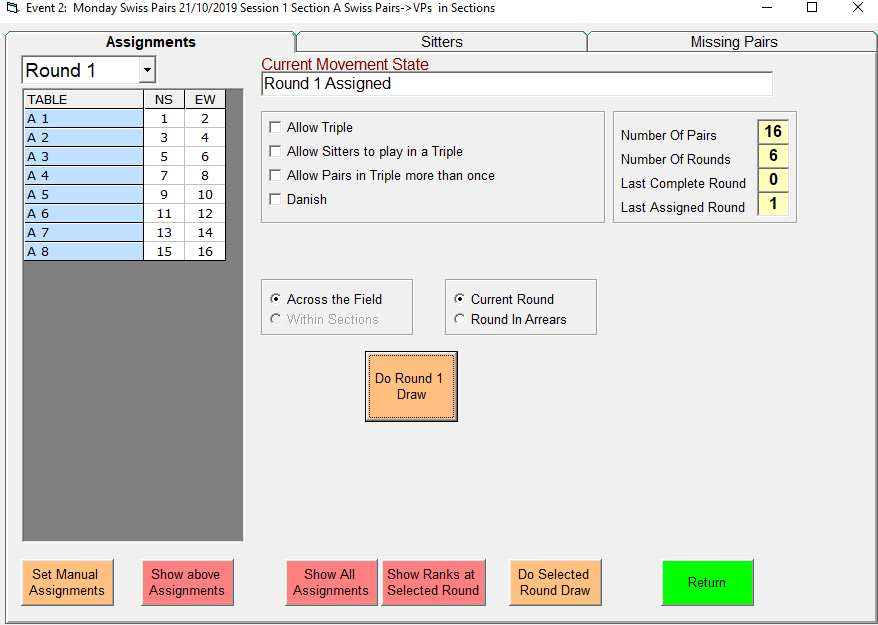 Event 2: Monday Swiss Pairs 21/10/2019 Session 1 Section A Swiss Pairs->VPs in Sections
Assignments
Sitters
Missing Pairs
Round 1
Current Movement State
Round 1 Assigned
TABLE NS EW
A 1 1 2
A 2 3 4
A 3 5 6
A 4 7 8
A 5 9 10
A 6 11 12
A 7 13 14
A 8 15 16
Allow Triple
Allow Sitters to play in a Triple
Allow Pairs in Triple more than once
Danish
Number Of Pairs 16
Number Of Rounds 6
Last Complete Round 0
Last Assigned Round 1
Across the Field
Within Sections
Current Round
Round In Arrears
Do Round 1
Draw
Set Manual
Assignments
Show above
Assignments
Show All
Assignments
Show Ranks at
Selected Round
Do Selected
Round Draw
Return